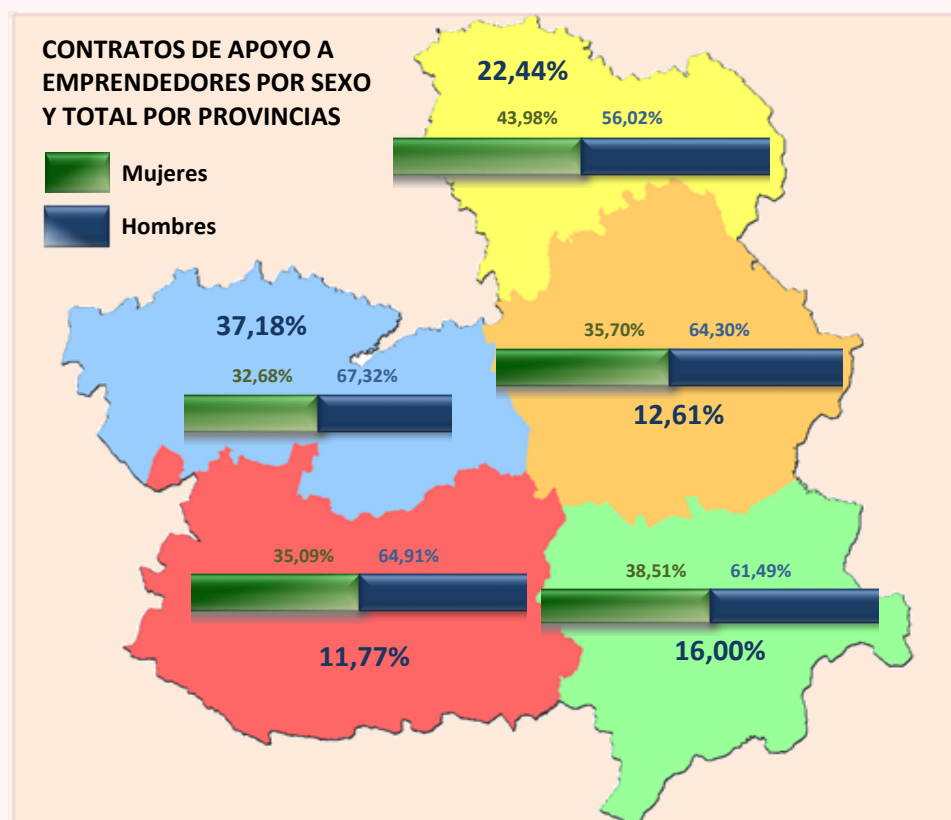 CONTRATOS DE APOYO A
EMPRENDEDORES POR SEXO
Y TOTAL POR PROVINCIAS
Mujeres
Hombres
22,44%
43,98% 56,02%
37,18%
32,68% 67,32%
35,70% 64,30%
12,61%
35,09% 64,91%
11,77%
38,51% 61,49%
16,00%